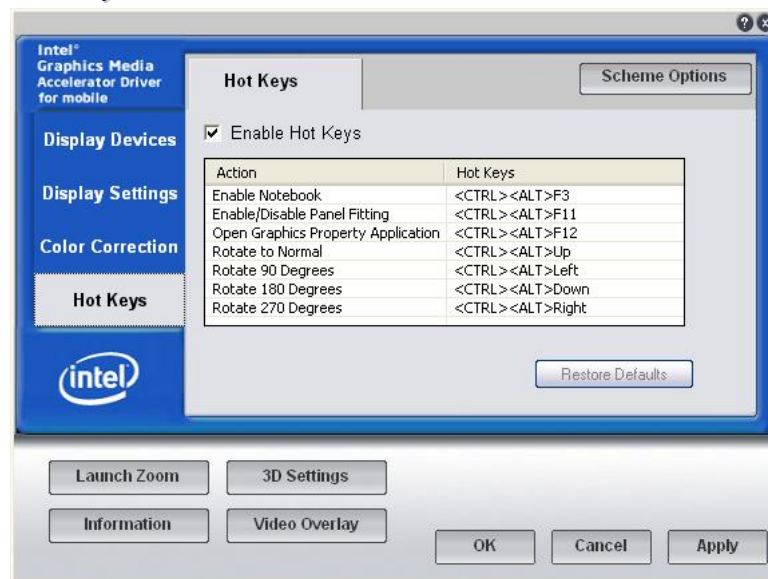 Intel®
Graphics Media
Accelerator Driver
for mobile
Hot Keys
Scheme Options
Display Devices
Display Settings
Color Correction
Hot Keys
Enable Hot Keys
Action Hot Keys
Enable Notebook <CTRL><ALT>F3
Enable/Disable Panel Fitting <CTRL><ALT>F11
Open Graphics Property Application <CTRL><ALT>F12
Rotate to Normal <CTRL><ALT>Up
Rotate 90 Degrees <CTRL><ALT>Left
Rotate 180 Degrees <CTRL><ALT>Down
Rotate 270 Degrees <CTRL><ALT>Right
intel
Restore Defaults
Launch Zoom
3D Settings
Information
Video Overlay
OK
Cancel
Apply